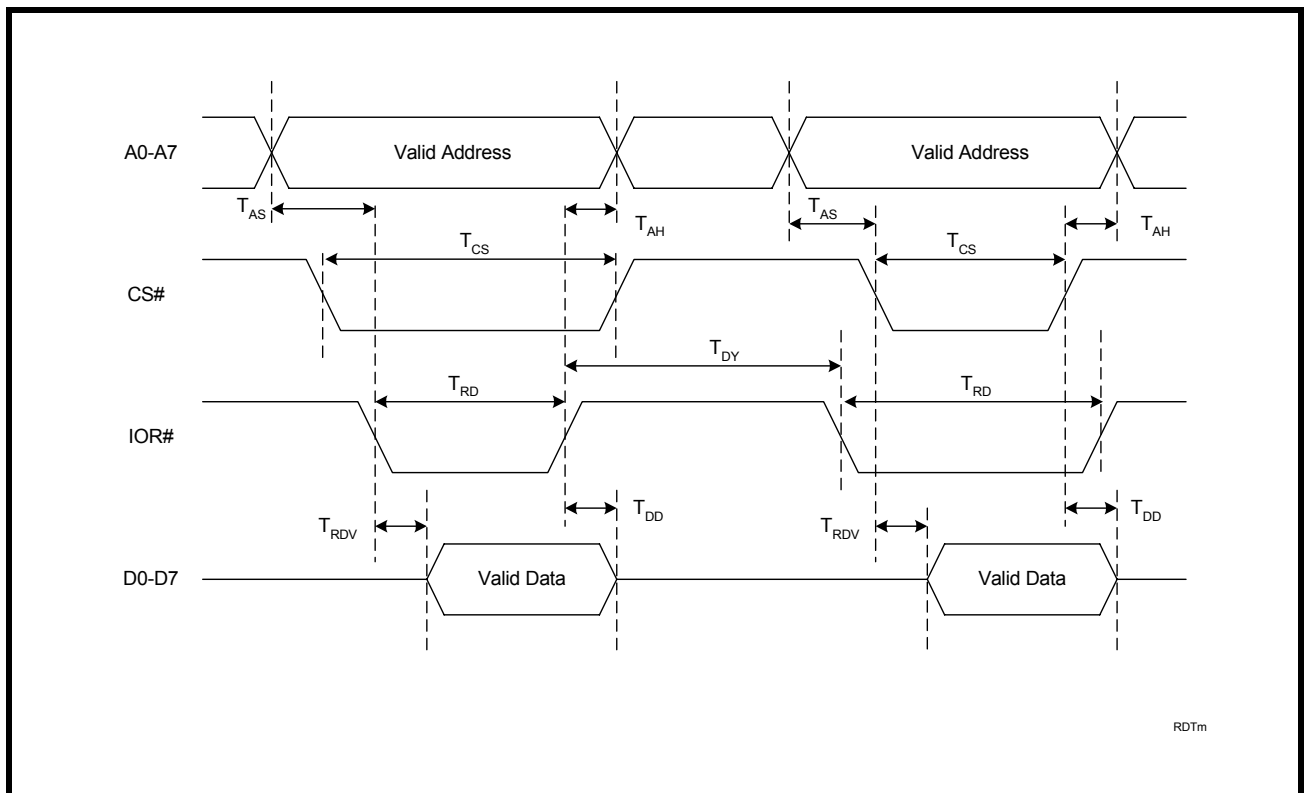 A0-A7
Valid Address
Valid Address
TAS
TAH
TAS
TAH
TCS
TCS
CS#
TDY
TRD
TRD
IOR#
TRDV
TDD
TRDV
TDD
D0-D7
Valid Data
Valid Data
RDTm